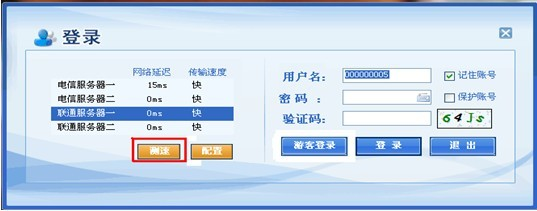 登录
网络延迟 传输速度
电信服务器一 15ms 快
电信服务器二 0ms 快
联通服务器一 0ms 快
联通服务器二 0ms 快
测速 配置
用户名： 000000005 记住账号
密码： 保护账号
验证码： 64Js
游客登录 登录 退出